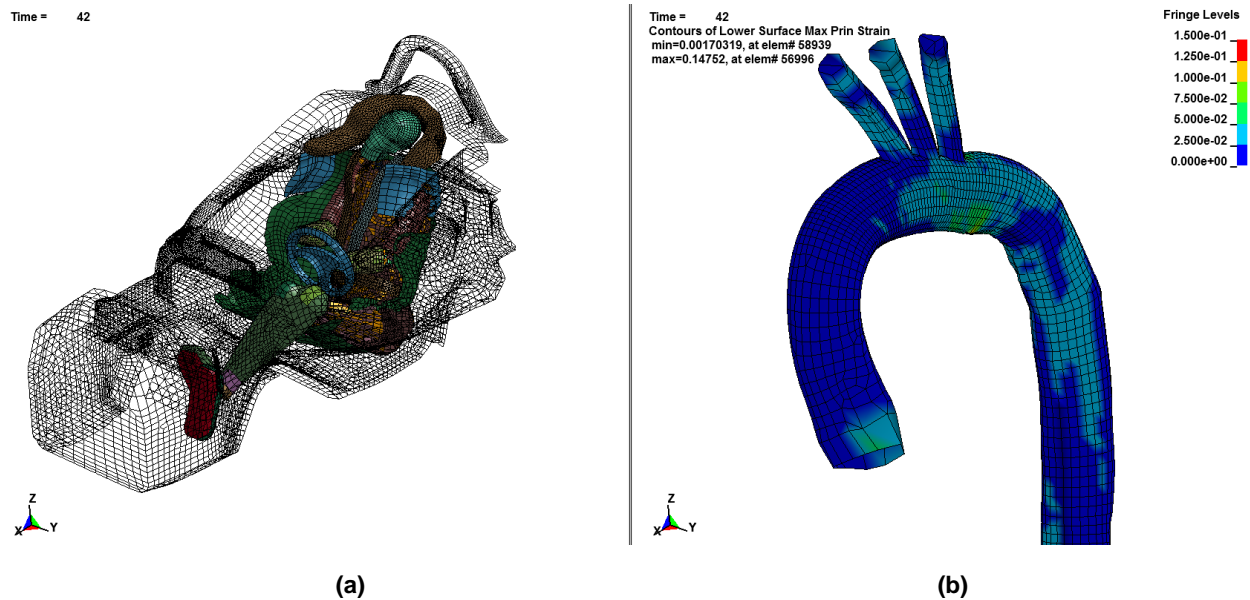 Time = 42
Z
X
Y
(a)
Time = 42
Contours of Lower Surface Max Prin Strain
min=0.00170319, at elem# 58939
max=0.14752, at elem# 56996
Fringe Levels
1.500e-01
1.250e-01
1.000e-01
7.500e-02
5.000e-02
2.500e-02
0.000e+00
Z
X
Y
(b)